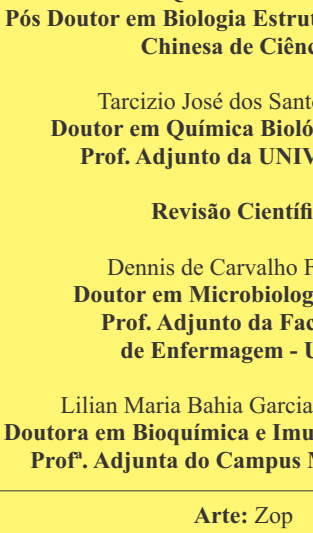 Pós Doutor em Biologia Estrut
Chinesa de Ciênc
Tarcizio José dos Sant
Doutor em Química Bioló
Prof. Adjunto da UNIV
Revisão Científi
Dennis de Carvalho F
Doutor em Microbiolog
Prof. Adjunto da Fac
de Enfermagem - U
Lilian Maria Bahia Garcia
Doutora em Bioquímica e Imu
Profª. Adjunta do Campus M
Arte: Zop